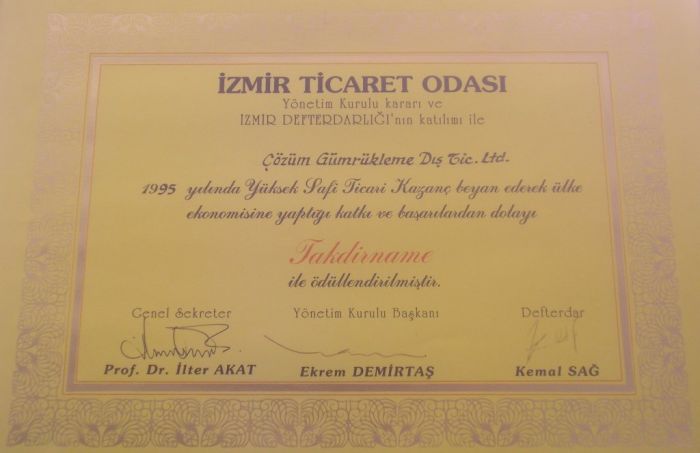 İZMİR TİCARET ODASI
Yönetim Kurulu kararı ve
İZMİR DEFTERDARLIĞI'nın katılımı ile
Çözüm Gümrükleme Dış Tic. Ltd.
1995 yılında Yüksek Safi Ticari Kazanç beyan ederek ülke
ekonomisine yaptığı katkı ve başarılardan dolayı
Takdirname
ile ödüllendirilmiştir.
Genel Sekreter Yönetim Kurulu Başkanı Defterdar
Prof. Dr. İlter AKAT Ekrem DEMİRTAŞ Kemal SAĞ